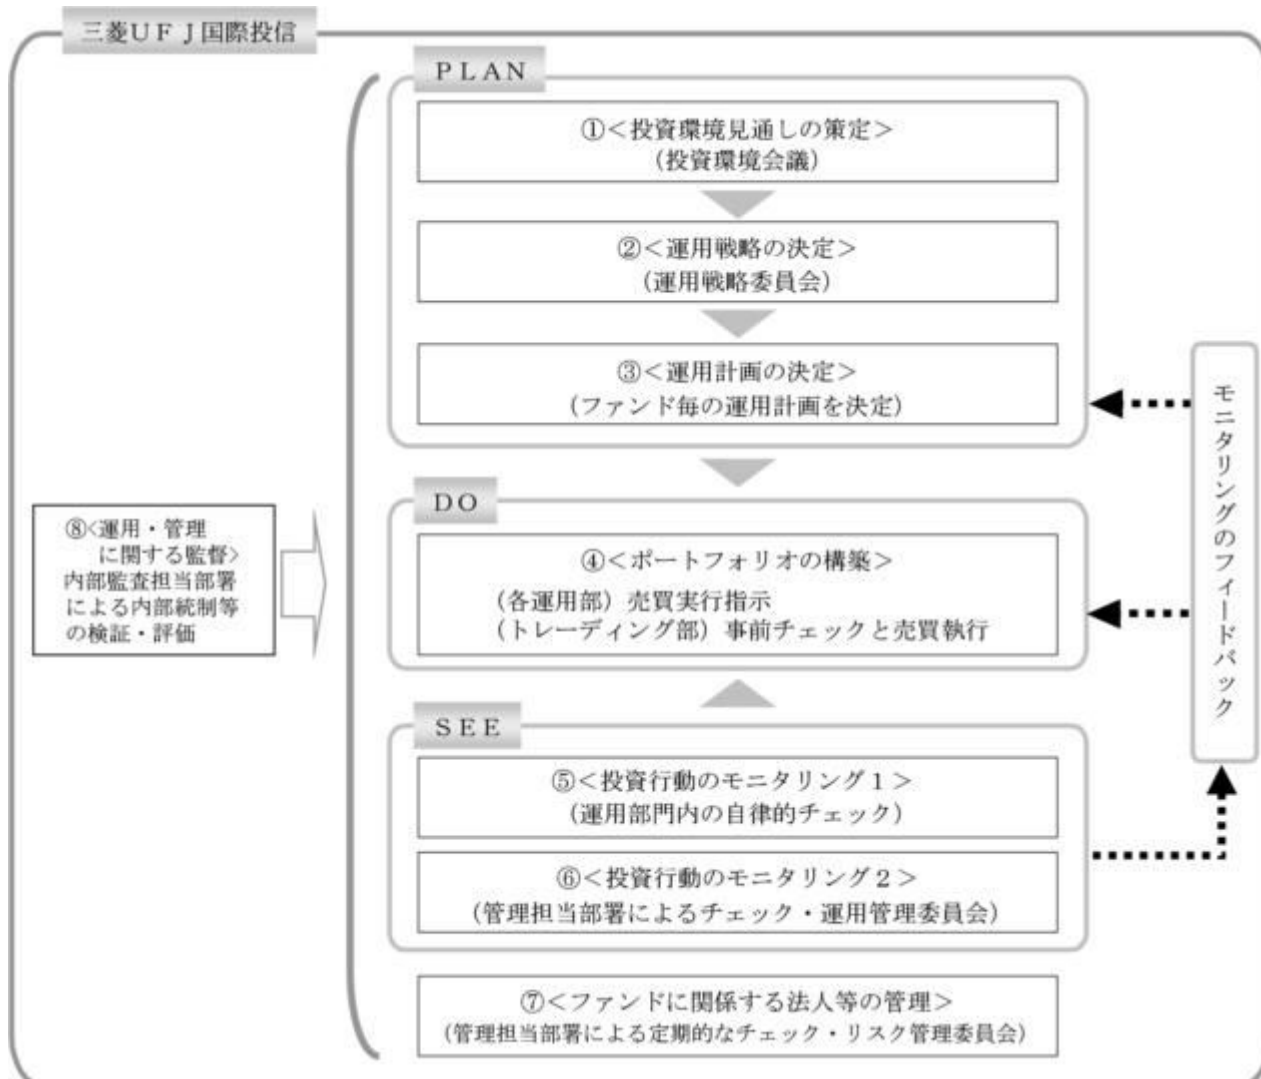 三菱UFJ国際投信
PLAN
①<投資環境見通しの策定>
(投資環境会議)
②<運用戦略の決定>
(運用戦略委員会)
③<運用計画の決定>
(ファンド毎の運用計画を決定)
DO
④<ポートフォリオの構築>
(各運用部)売買実行指示
(トレーディング部)事前チェックと売買執行
SEE
⑤<投資行動のモニタリング1>
(運用部門内の自律的チェック)
⑥<投資行動のモニタリング2>
(管理担当部署によるチェック・運用管理委員会)
⑦<ファンドに関係する法人等の管理>
(管理担当部署による定期的なチェック・リスク管理委員会)
⑧<運用・管理
に関する監督>
内部監査担当部署
による内部統制等
の検証・評価
モニタリングのフィードバック